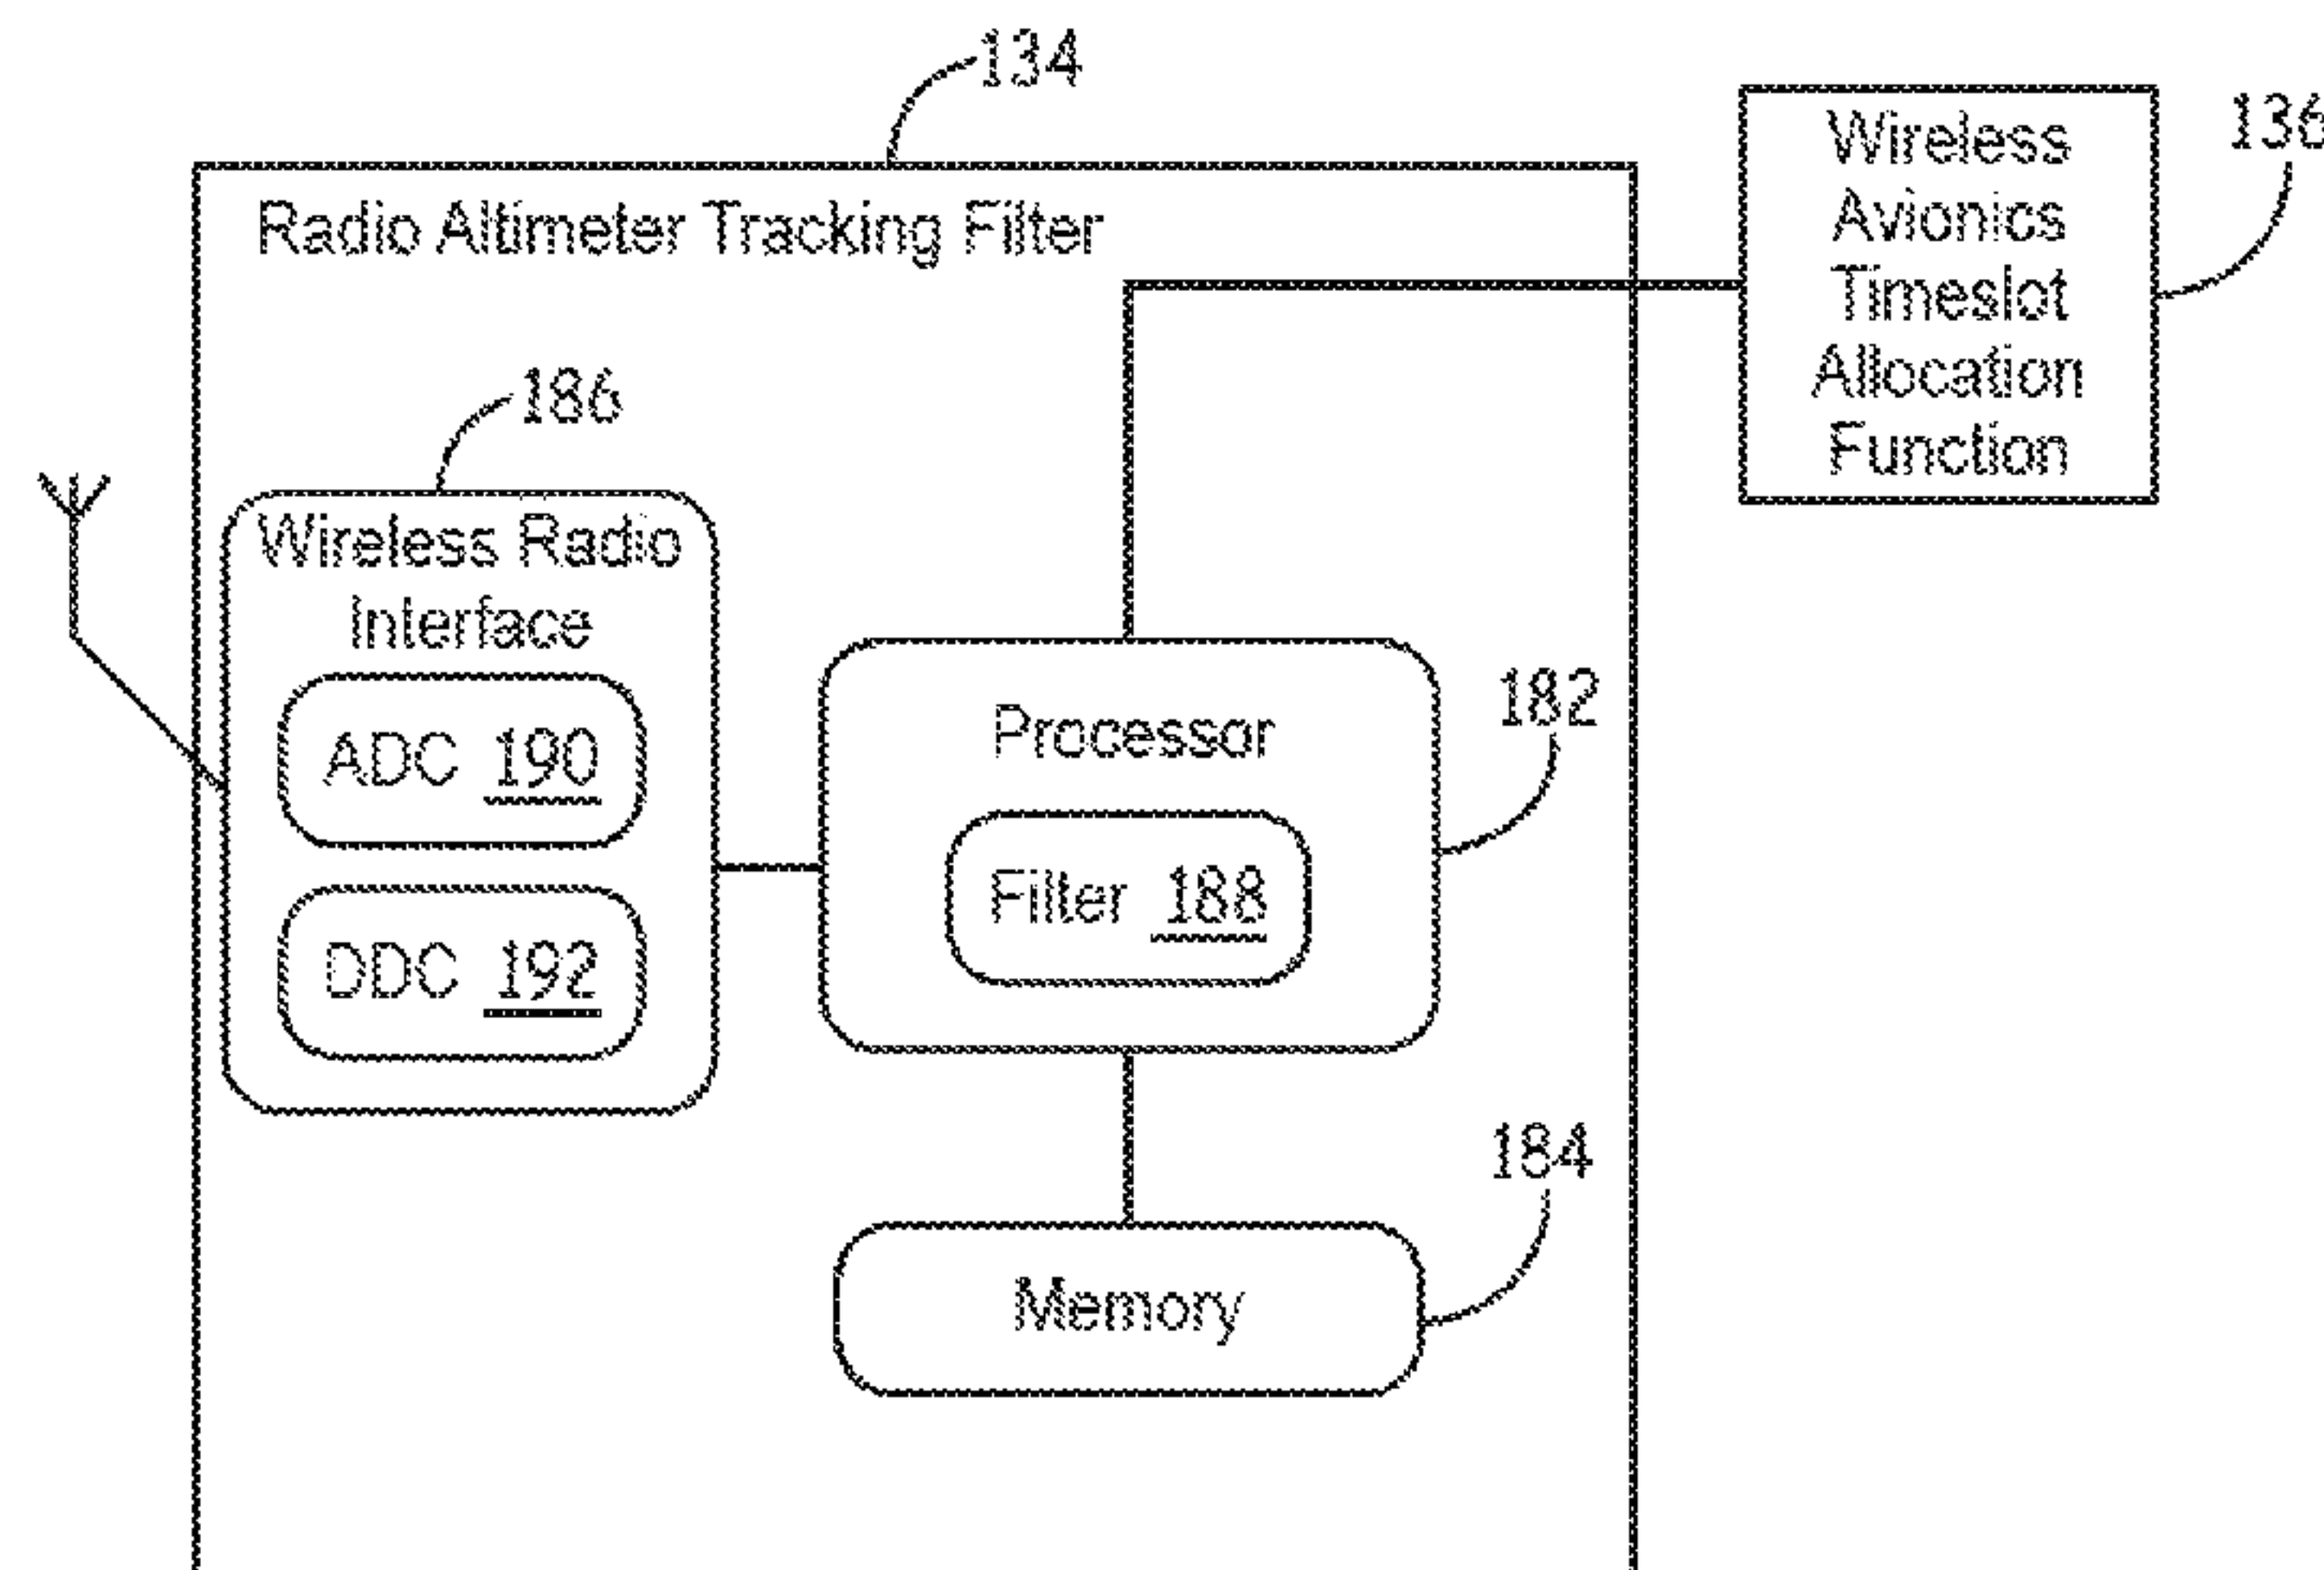 134
136
Wireless
Avionics
Timeslot
Allocation
Function
Radio Altimeter Tracking Filter
186
Wireless Radio
Interface
ADC 190
DDC 192
182
Processor
Filter 188
184
Memory